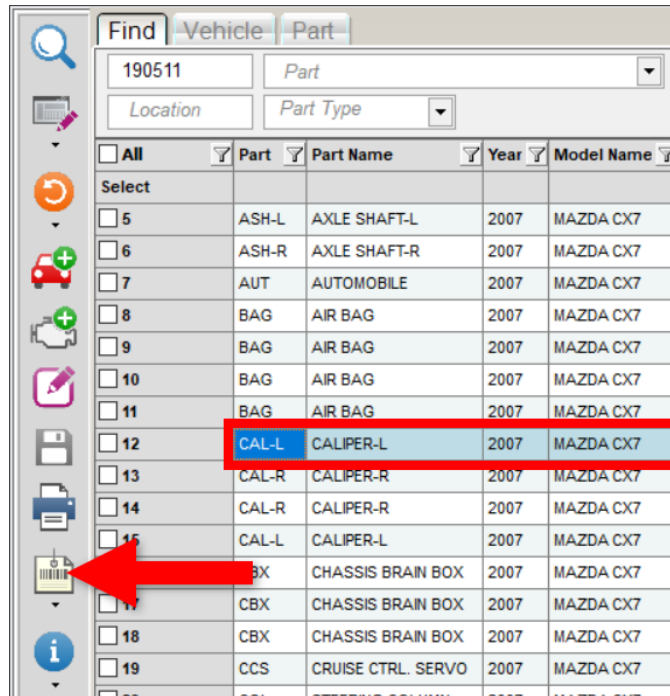 Find Vehicle Part
190511 Part
Location Part Type
All Part Part Name Year Model Name
Select
5 ASH-L AXLE SHAFT-L 2007 MAZDA CX7
6 ASH-R AXLE SHAFT-R 2007 MAZDA CX7
7 AUT AUTOMOBILE 2007 MAZDA CX7
8 BAG AIR BAG 2007 MAZDA CX7
9 BAG AIR BAG 2007 MAZDA CX7
10 BAG AIR BAG 2007 MAZDA CX7
11 BAG AIR BAG 2007 MAZDA CX7
12 CAL-L CALIPER-L 2007 MAZDA CX7
13 CAL-R CALIPER-R 2007 MAZDA CX7
14 CAL-R CALIPER-R 2007 MAZDA CX7
15 CAL-L CALIPER-L 2007 MAZDA CX7
CHASSIS BRAIN BOX 2007 MAZDA CX7
17 CBX CHASSIS BRAIN BOX 2007 MAZDA CX7
18 CBX CHASSIS BRAIN BOX 2007 MAZDA CX7
19 CCS CRUISE CTRL. SERVO 2007 MAZDA CX7